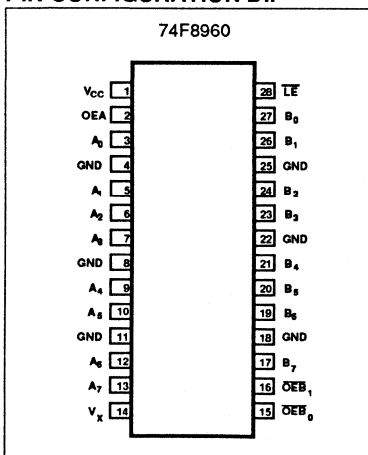 PIN CONFIGURATION DIP
74F8960
VCC 1 28 LE
OEA 2 27 B0
A0 3 26 B1
GND 4 25 GND
A1 5 24 B2
A2 6 23 B3
A3 7 22 GND
GND 8 21 B4
A4 9 20 B5
A5 10 19 B6
GND 11 18 GND
A6 12 17 B7
A7 13 16 OEB1
VX 14 15 OEB0